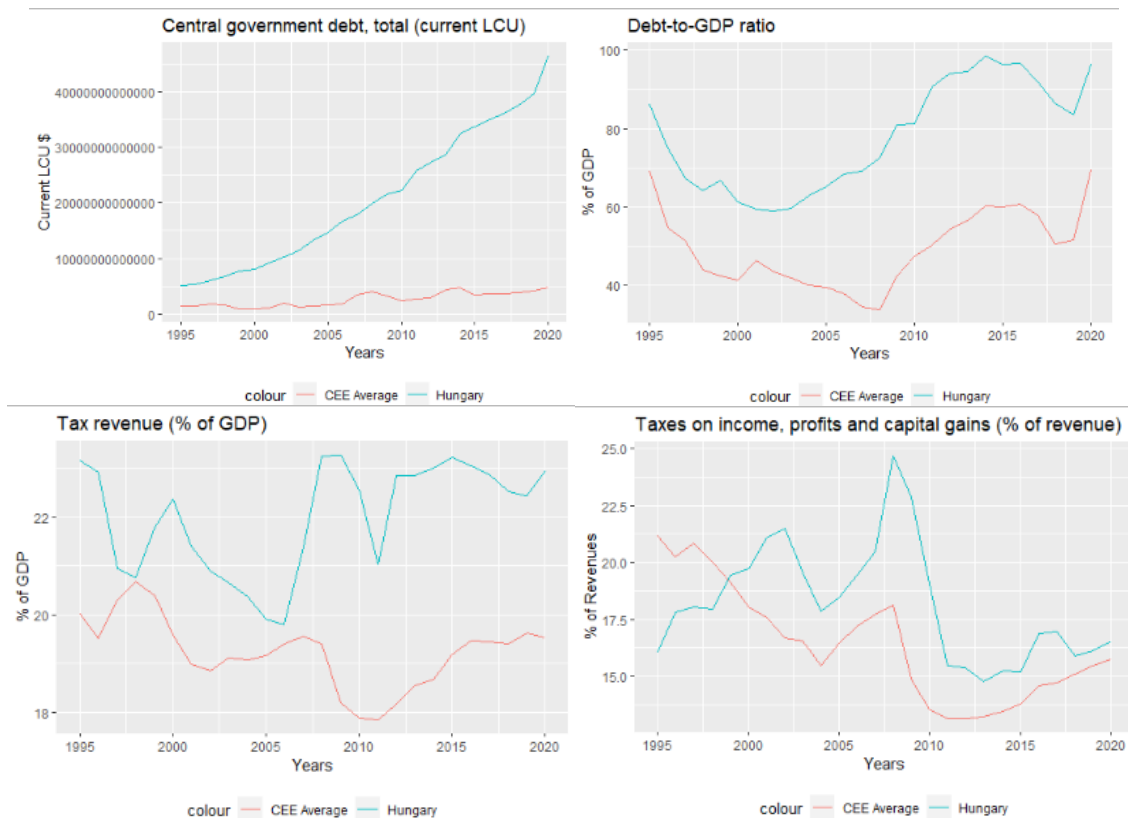 Central government debt, total (current LCU)
Current LCU $
40000000000000
30000000000000
20000000000000
10000000000000
0
1995 2000 2005 2010 2015 2020
Years
colour CEE Average Hungary
Debt-to-GDP ratio
% of GDP
100
80
60
40
1995 2000 2005 2010 2015 2020
Years
colour CEE Average Hungary
Tax revenue (% of GDP)
% of GDP
22
20
18
1995 2000 2005 2010 2015 2020
Years
colour CEE Average Hungary
Taxes on income, profits and capital gains (% of revenue)
% of Revenues
25.0
22.5
20.0
17.5
15.0
1995 2000 2005 2010 2015 2020
Years
colour CEE Average Hungary